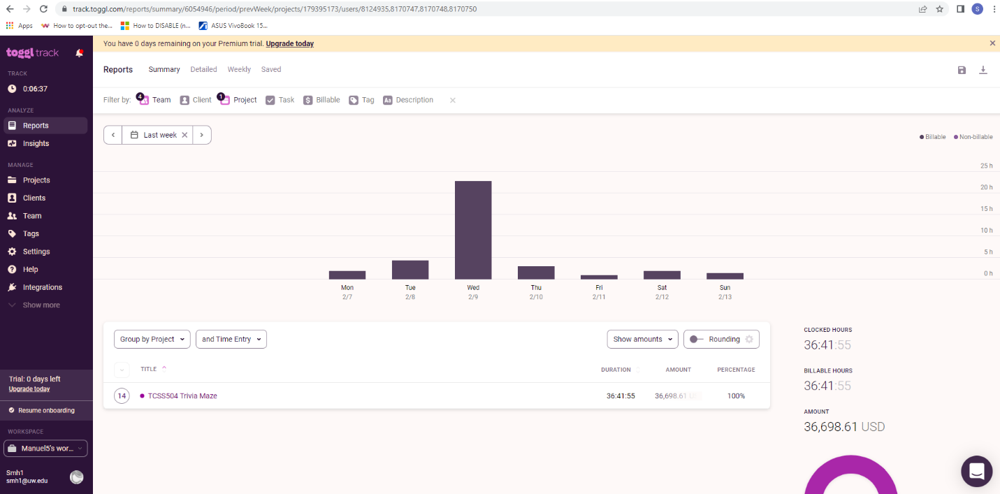 track.toggl.com/reports/summary/6054946/period/prevWeek/projects/179395173/users/8124935,8170747,8170748,8170750
S
Apps How to opt-out the... How to DISABLE (n... ASUS VivoBook 15...
toggl track
TRACK
0:06:37
ANALYZE
Reports
Insights
MANAGE
Projects
Clients
Team
Tags
Settings
Help
Integrations
Show more
Trial: 0 days left
Upgrade today
Resume onboarding
WORKSPACE
Manuel5's wor...
Smh1
smh1@uw.edu
You have 0 days remaining on your Premium trial. Upgrade today
Reports Summary Detailed Weekly Saved
Filter by: 4 Team Client 1 Project Task $ Billable Tag Aa Description
Last week
Billable Non-billable
25 h
20 h
15 h
10 h
5 h
0 h
Mon Tue Wed Thu Fri Sat Sun
2/7 2/8 2/9 2/10 2/11 2/12 2/13
Group by Project and Time Entry Show amounts Rounding
TITLE DURATION AMOUNT PERCENTAGE
14 TCSS504 Trivia Maze 36:41:55 36,698.61 100%
CLOCKED HOURS
36:41:55
BILLABLE HOURS
36:41:55
AMOUNT
36,698.61 USD